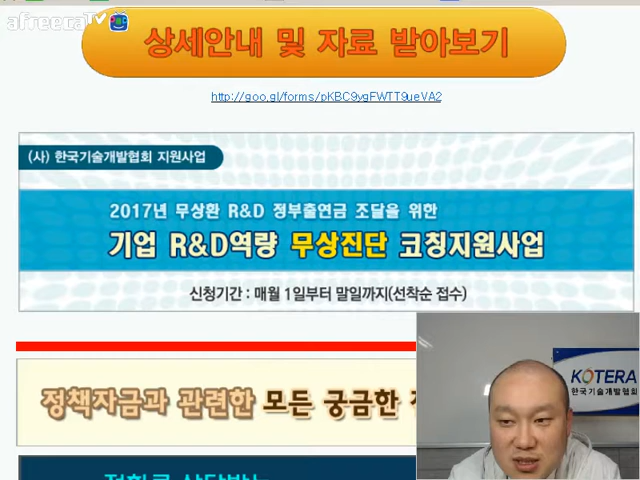 afreecaTV
상세안내 및 자료 받아보기
http://goo.gl/forms/pKBC9ygFWTT9ueVA2
(사) 한국기술개발협회 지원사업
2017년 무상환 R&D 정부출연금 조달을 위한
기업 R&D역량 무상진단 코칭지원사업
신청기간 : 매월 1일부터 말일까지(선착순 접수)
정책자금과 관련한 모든 궁금한
KOTERA
한국기술개발협회